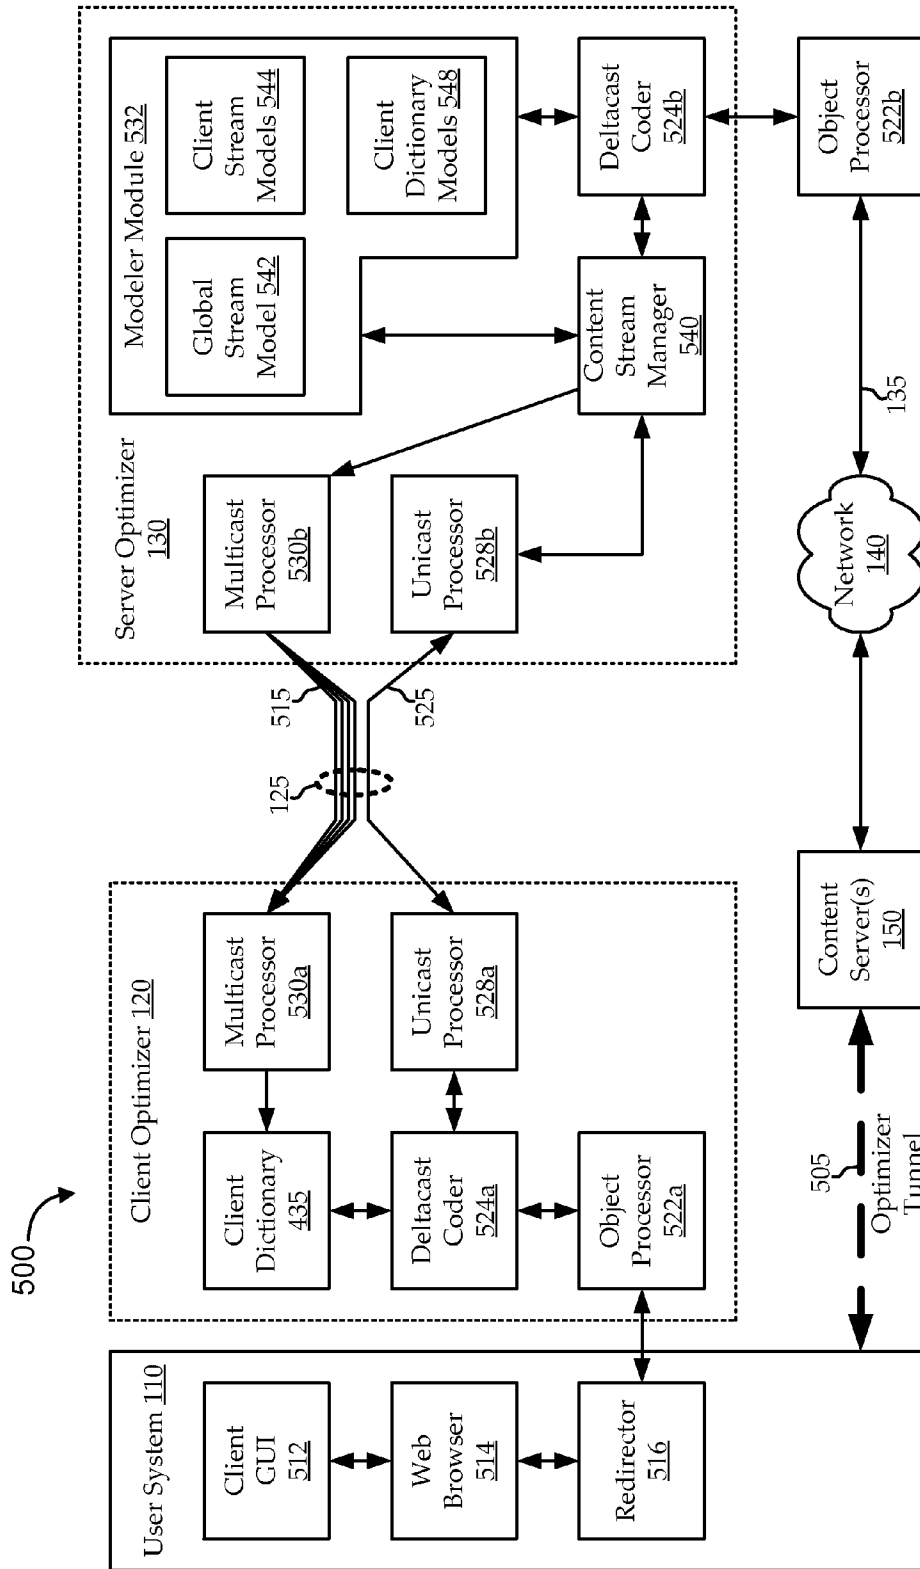 500
User System 110
Client
GUI
512
Web
Browser
514
Redirector
516
Client Optimizer 120
Client
Dictionary
435
Multicast
Processor
530a
Deltacast
Coder
524a
Unicast
Processor
528a
Object
Processor
522a
125
515
525
Server Optimizer
130
Multicast
Processor
530b
Unicast
Processor
528b
Modeler Module 532
Global
Stream
Model 542
Client
Stream
Models 544
Client
Dictionary
Models 548
Content
Stream
Manager
540
Deltacast
Coder
524b
505
Optimizer
Tunnel
Content
Server(s)
150
Network
140
135
Object
Processor
522b